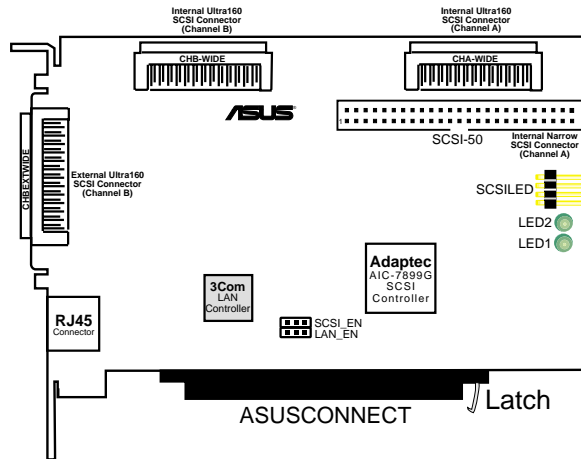 Internal Ultra160
SCSI Connector
(Channel B)
Internal Ultra160
SCSI Connector
(Channel A)
CHB-WIDE
CHA-WIDE
ASUS
1
SCSI-50
Internal Narrow
SCSI Connector
(Channel A)
CHBEXTWIDE
External Ultra160
SCSI Connector
(Channel B)
SCSILED
LED2
LED1
Adaptec
AIC-7899G
SCSI
Controller
3Com
LAN
Controller
RJ45
Connector
SCSI_EN
LAN_EN
ASUSCONNECT
Latch